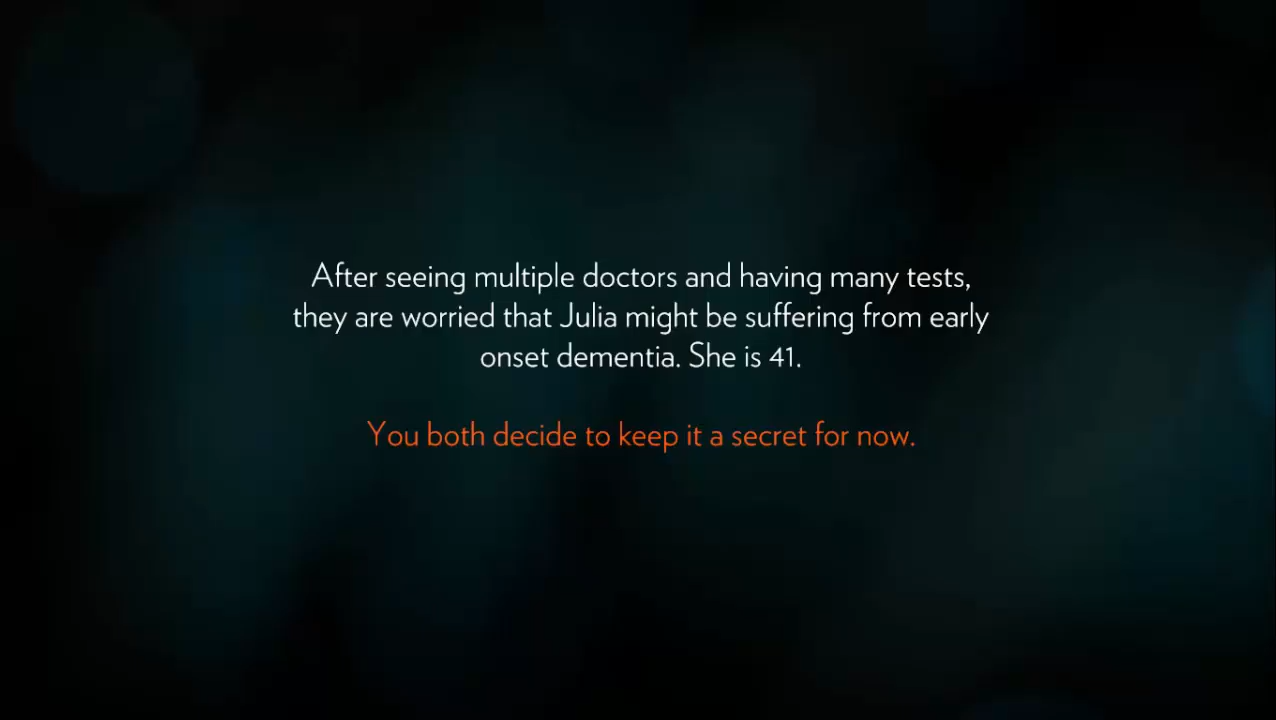 After seeing multiple doctors and having many tests,
they are worried that Julia might be suffering from early
onset dementia. She is 41.
You both decide to keep it a secret for now.